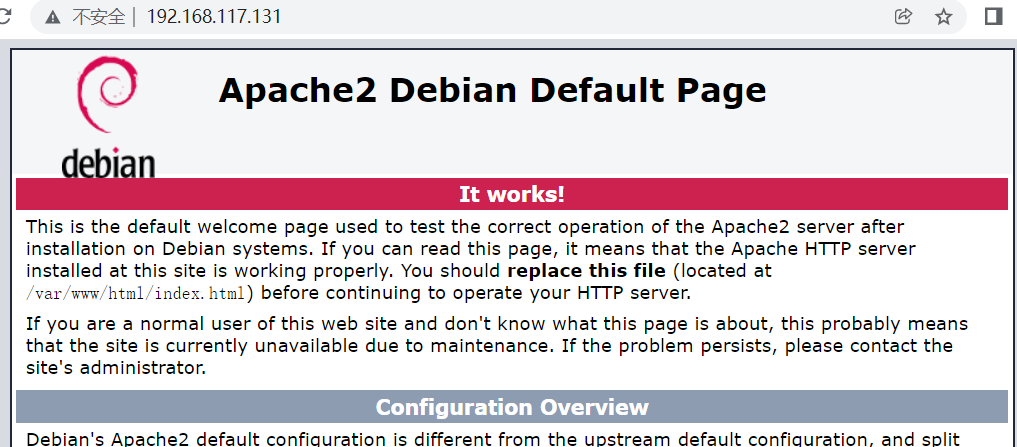 不安全 | 192.168.117.131
Apache2 Debian Default Page
debian
It works!
This is the default welcome page used to test the correct operation of the Apache2 server after
installation on Debian systems. If you can read this page, it means that the Apache HTTP server
installed at this site is working properly. You should replace this file (located at
/var/www/html/index.html) before continuing to operate your HTTP server.
If you are a normal user of this web site and don't know what this page is about, this probably means
that the site is currently unavailable due to maintenance. If the problem persists, please contact the
site's administrator.
Configuration Overview
Debian's Apache2 default configuration is different from the upstream default configuration, and split